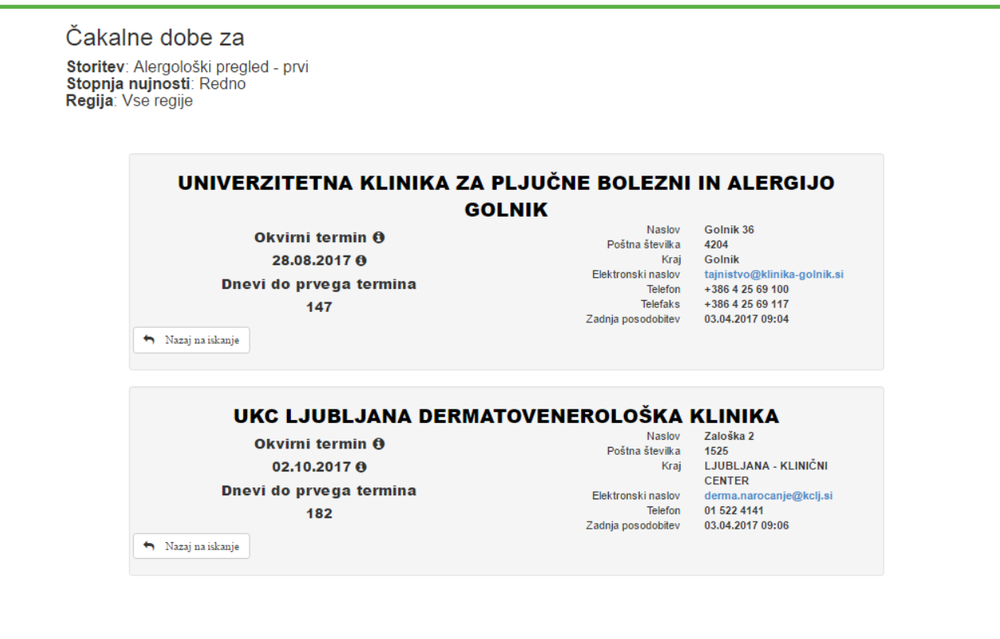 Čakalne dobe za
Storitev: Alergološki pregled - prvi
Stopnja nujnosti: Redno
Regija: Vse regije
UNIVERZITETNA KLINIKA ZA PLJUČNE BOLEZNI IN ALERGIJO
GOLNIK
Okvirni termin
28.08.2017
Dnevi do prvega termina
147
Naslov Golnik 36
Poštna številka 4204
Kraj Golnik
Elektronski naslov tajnistvo@klinika-golnik.si
Telefon +386 4 25 69 100
Telefaks +386 4 25 69 117
Zadnja posodobitev 03.04.2017 09:04
Nazaj na iskanje
UKC LJUBLJANA DERMATOVENEROLOŠKA KLINIKA
Okvirni termin
02.10.2017
Dnevi do prvega termina
182
Naslov Zaloška 2
Poštna številka 1525
Kraj LJUBLJANA - KLINIČNI
CENTER
Elektronski naslov derma.narocanje@kclj.si
Telefon 01 522 4141
Zadnja posodobitev 03.04.2017 09:06
Nazaj na iskanje